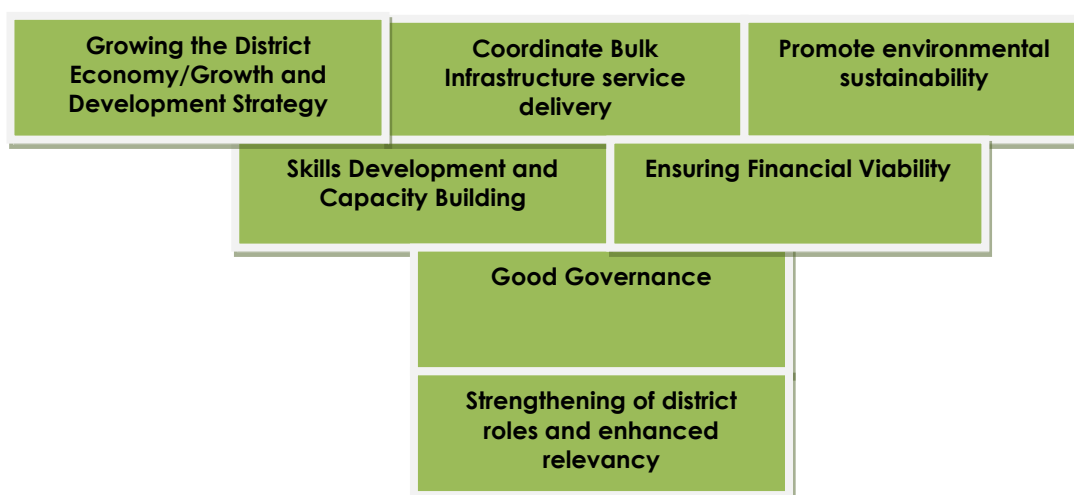 Growing the District
Economy/Growth and
Development Strategy
Coordinate Bulk
Infrastructure service
delivery
Promote environmental
sustainability
Skills Development and
Capacity Building
Ensuring Financial Viability
Good Governance
Strengthening of district
roles and enhanced
relevancy